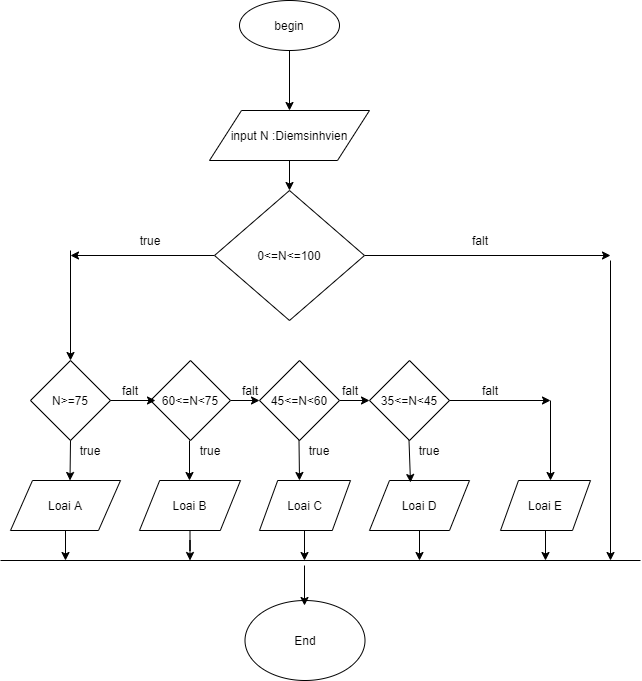 begin
input N :Diemsinhvien
0<=N<=100
true
falt
N>=75
falt
60<=N<75
falt
45<=N<60
falt
35<=N<45
falt
true
true
true
true
Loai A
Loai B
Loai C
Loai D
Loai E
End